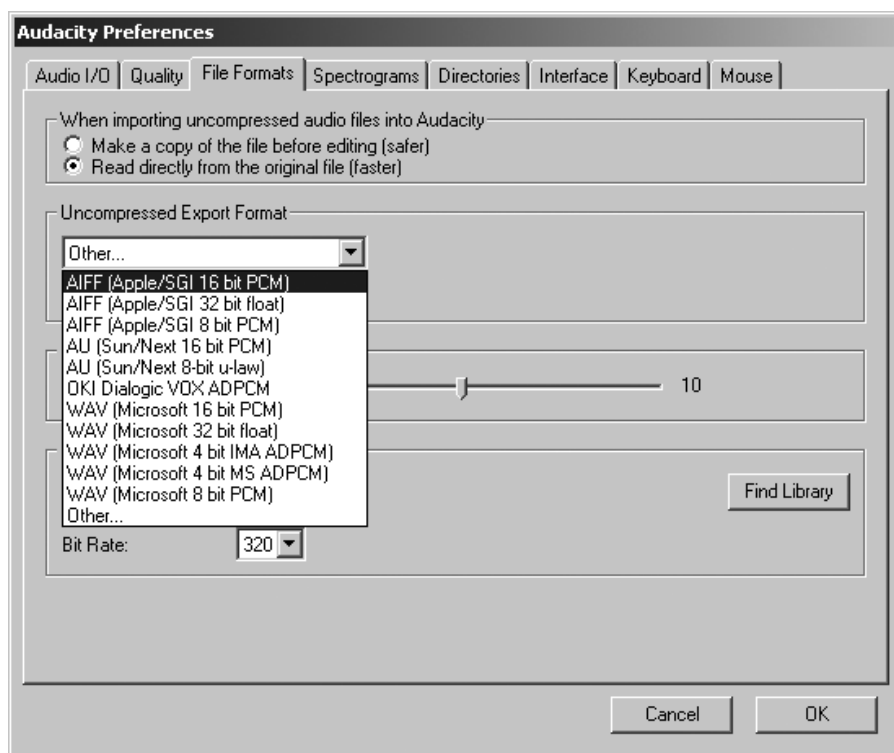 Audacity Preferences
Audio I/O Quality File Formats Spectrograms Directories Interface Keyboard Mouse
When importing uncompressed audio files into Audacity
Make a copy of the file before editing (safer)
Read directly from the original file (faster)
Uncompressed Export Format
Other...
AIFF (Apple/SGI 16 bit PCM)
AIFF (Apple/SGI 32 bit float)
AIFF (Apple/SGI 8 bit PCM)
AU (Sun/Next 16 bit PCM)
AU (Sun/Next 8-bit u-law)
OKI Dialogic VOX ADPCM
10
WAV (Microsoft 16 bit PCM)
WAV (Microsoft 32 bit float)
WAV (Microsoft 4 bit IMA ADPCM)
WAV (Microsoft 4 bit MS ADPCM)
WAV (Microsoft 8 bit PCM)
Find Library
Other...
Bit Rate: 320
Cancel OK